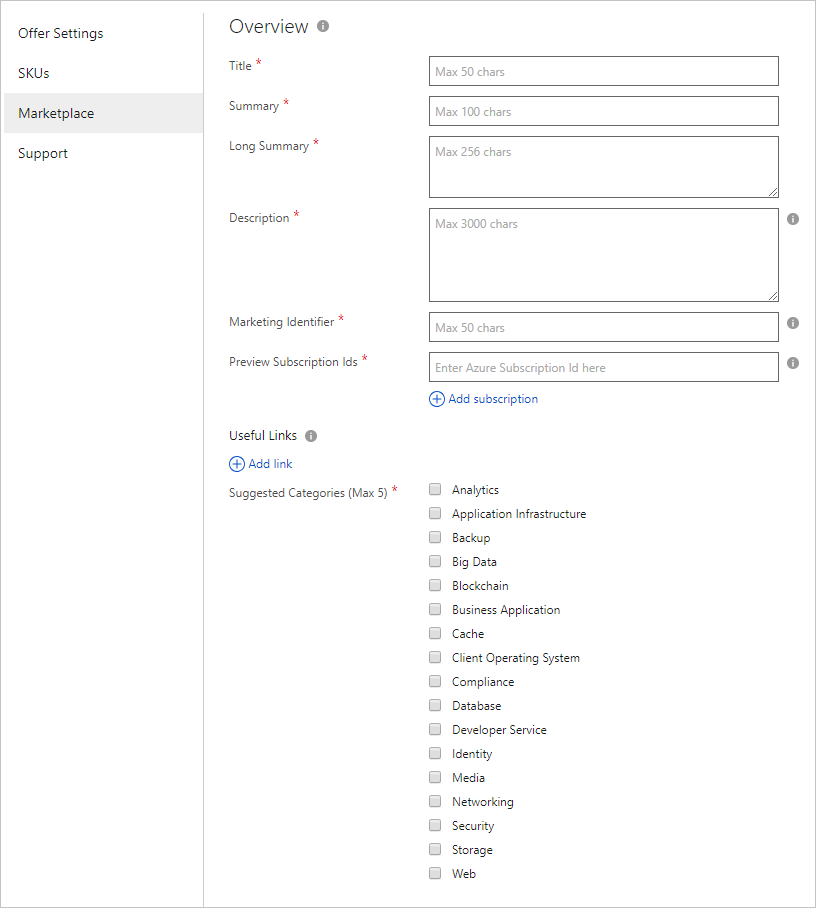 Offer Settings
SKUs
Marketplace
Support
Overview
Title *
Max 50 chars
Summary *
Max 100 chars
Long Summary *
Max 256 chars
Description *
Max 3000 chars
Marketing Identifier *
Max 50 chars
Preview Subscription Ids *
Enter Azure Subscription Id here
Add subscription
Useful Links
Add link
Suggested Categories (Max 5) *
Analytics
Application Infrastructure
Backup
Big Data
Blockchain
Business Application
Cache
Client Operating System
Compliance
Database
Developer Service
Identity
Media
Networking
Security
Storage
Web